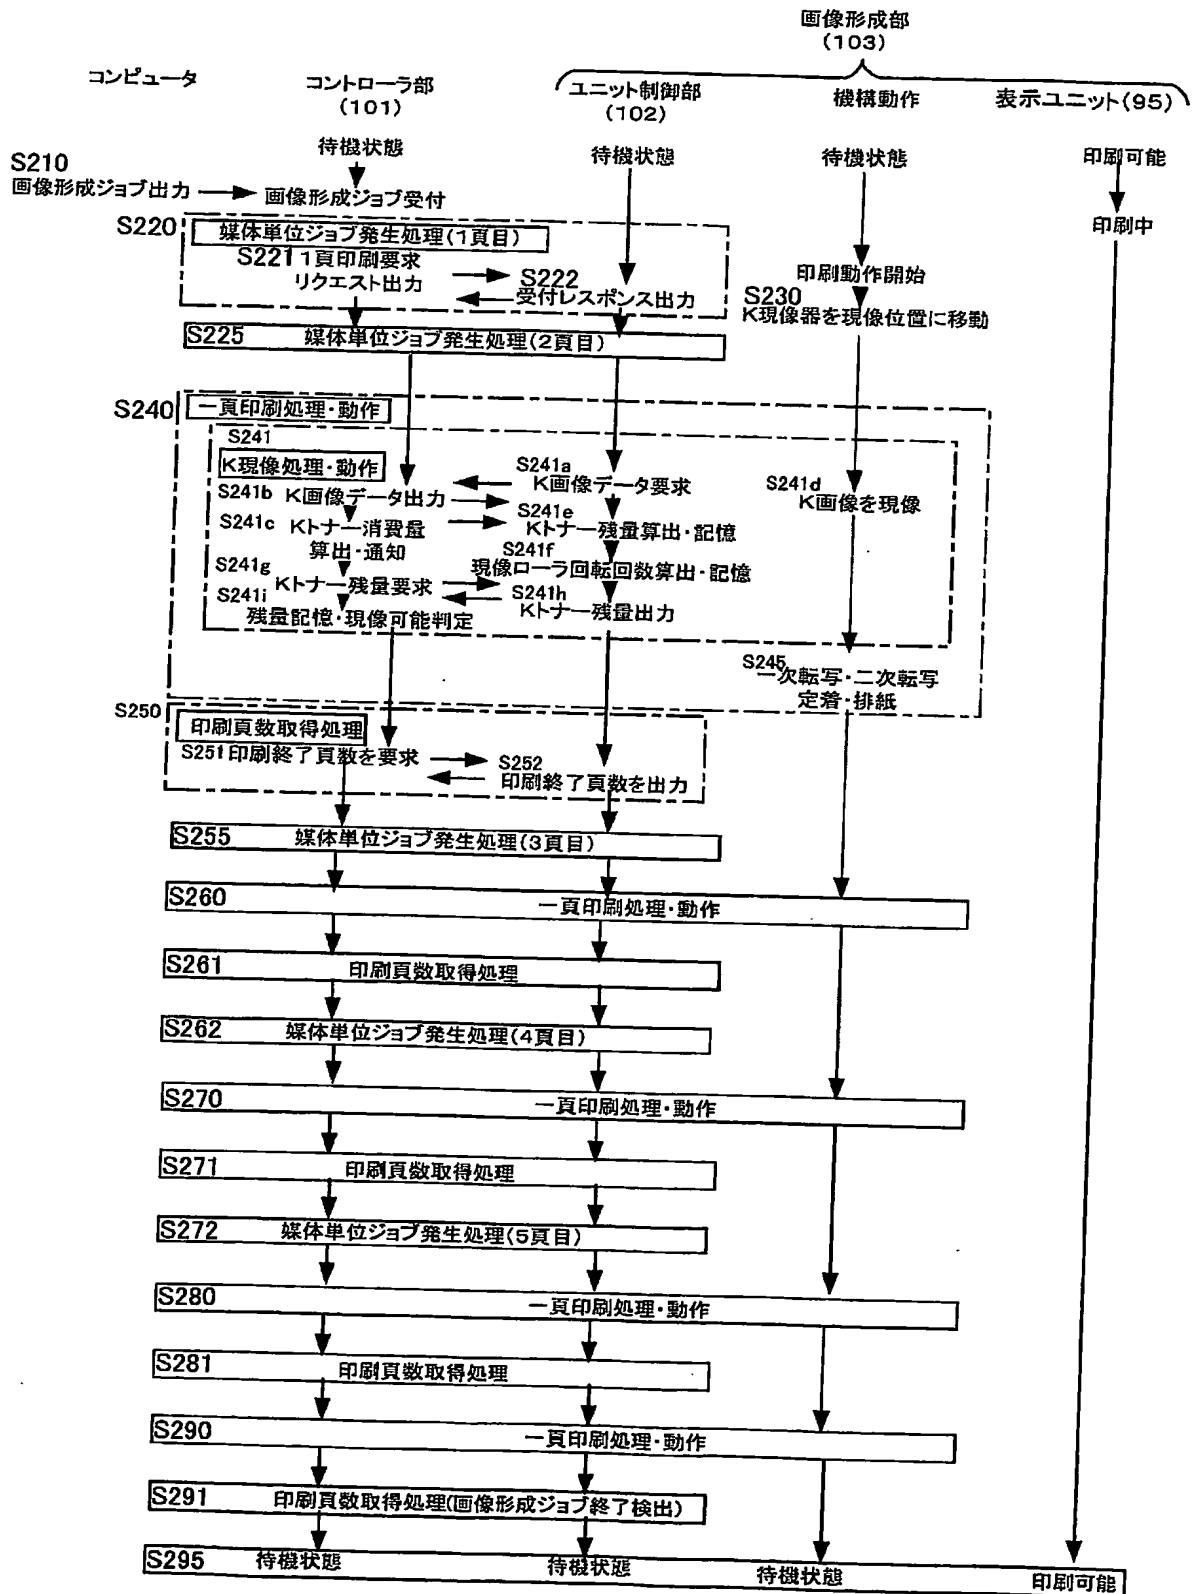 画像形成部
(103)
コンピュータ
コントローラ部
(101)
ユニット制御部
(102)
機構動作
表示ユニット(95)
待機状態
待機状態
待機状態
印刷可能
S210
画像形成ジョブ出力
画像形成ジョブ受付
印刷中
S220
媒体単位ジョブ発生処理(1頁目)
S221 1頁印刷要求
リクエスト出力
S222
受付レスポンス出力
印刷動作開始
S230
K現像器を現像位置に移動
S225 媒体単位ジョブ発生処理(2頁目)
S240
一頁印刷処理・動作
S241
K現像処理・動作
S241a
K画像データ要求
S241b K画像データ出力
S241d
K画像を現像
S241c Kトナー消費量
算出・通知
S241e
Kトナー残量算出・記憶
S241f
現像ローラ回転回数算出・記憶
S241g
Kトナー残量要求
S241h
Kトナー残量出力
S241i
残量記憶・現像可能判定
S245
一次転写・二次転写
定着・排紙
S250
印刷頁数取得処理
S251印刷終了頁数を要求
S252
印刷終了頁数を出力
S255 媒体単位ジョブ発生処理(3頁目)
S260 一頁印刷処理・動作
S261 印刷頁数取得処理
S262 媒体単位ジョブ発生処理(4頁目)
S270 一頁印刷処理・動作
S271 印刷頁数取得処理
S272 媒体単位ジョブ発生処理(5頁目)
S280 一頁印刷処理・動作
S281 印刷頁数取得処理
S290 一頁印刷処理・動作
S291 印刷頁数取得処理(画像形成ジョブ終了検出)
S295 待機状態 待機状態 待機状態 印刷可能